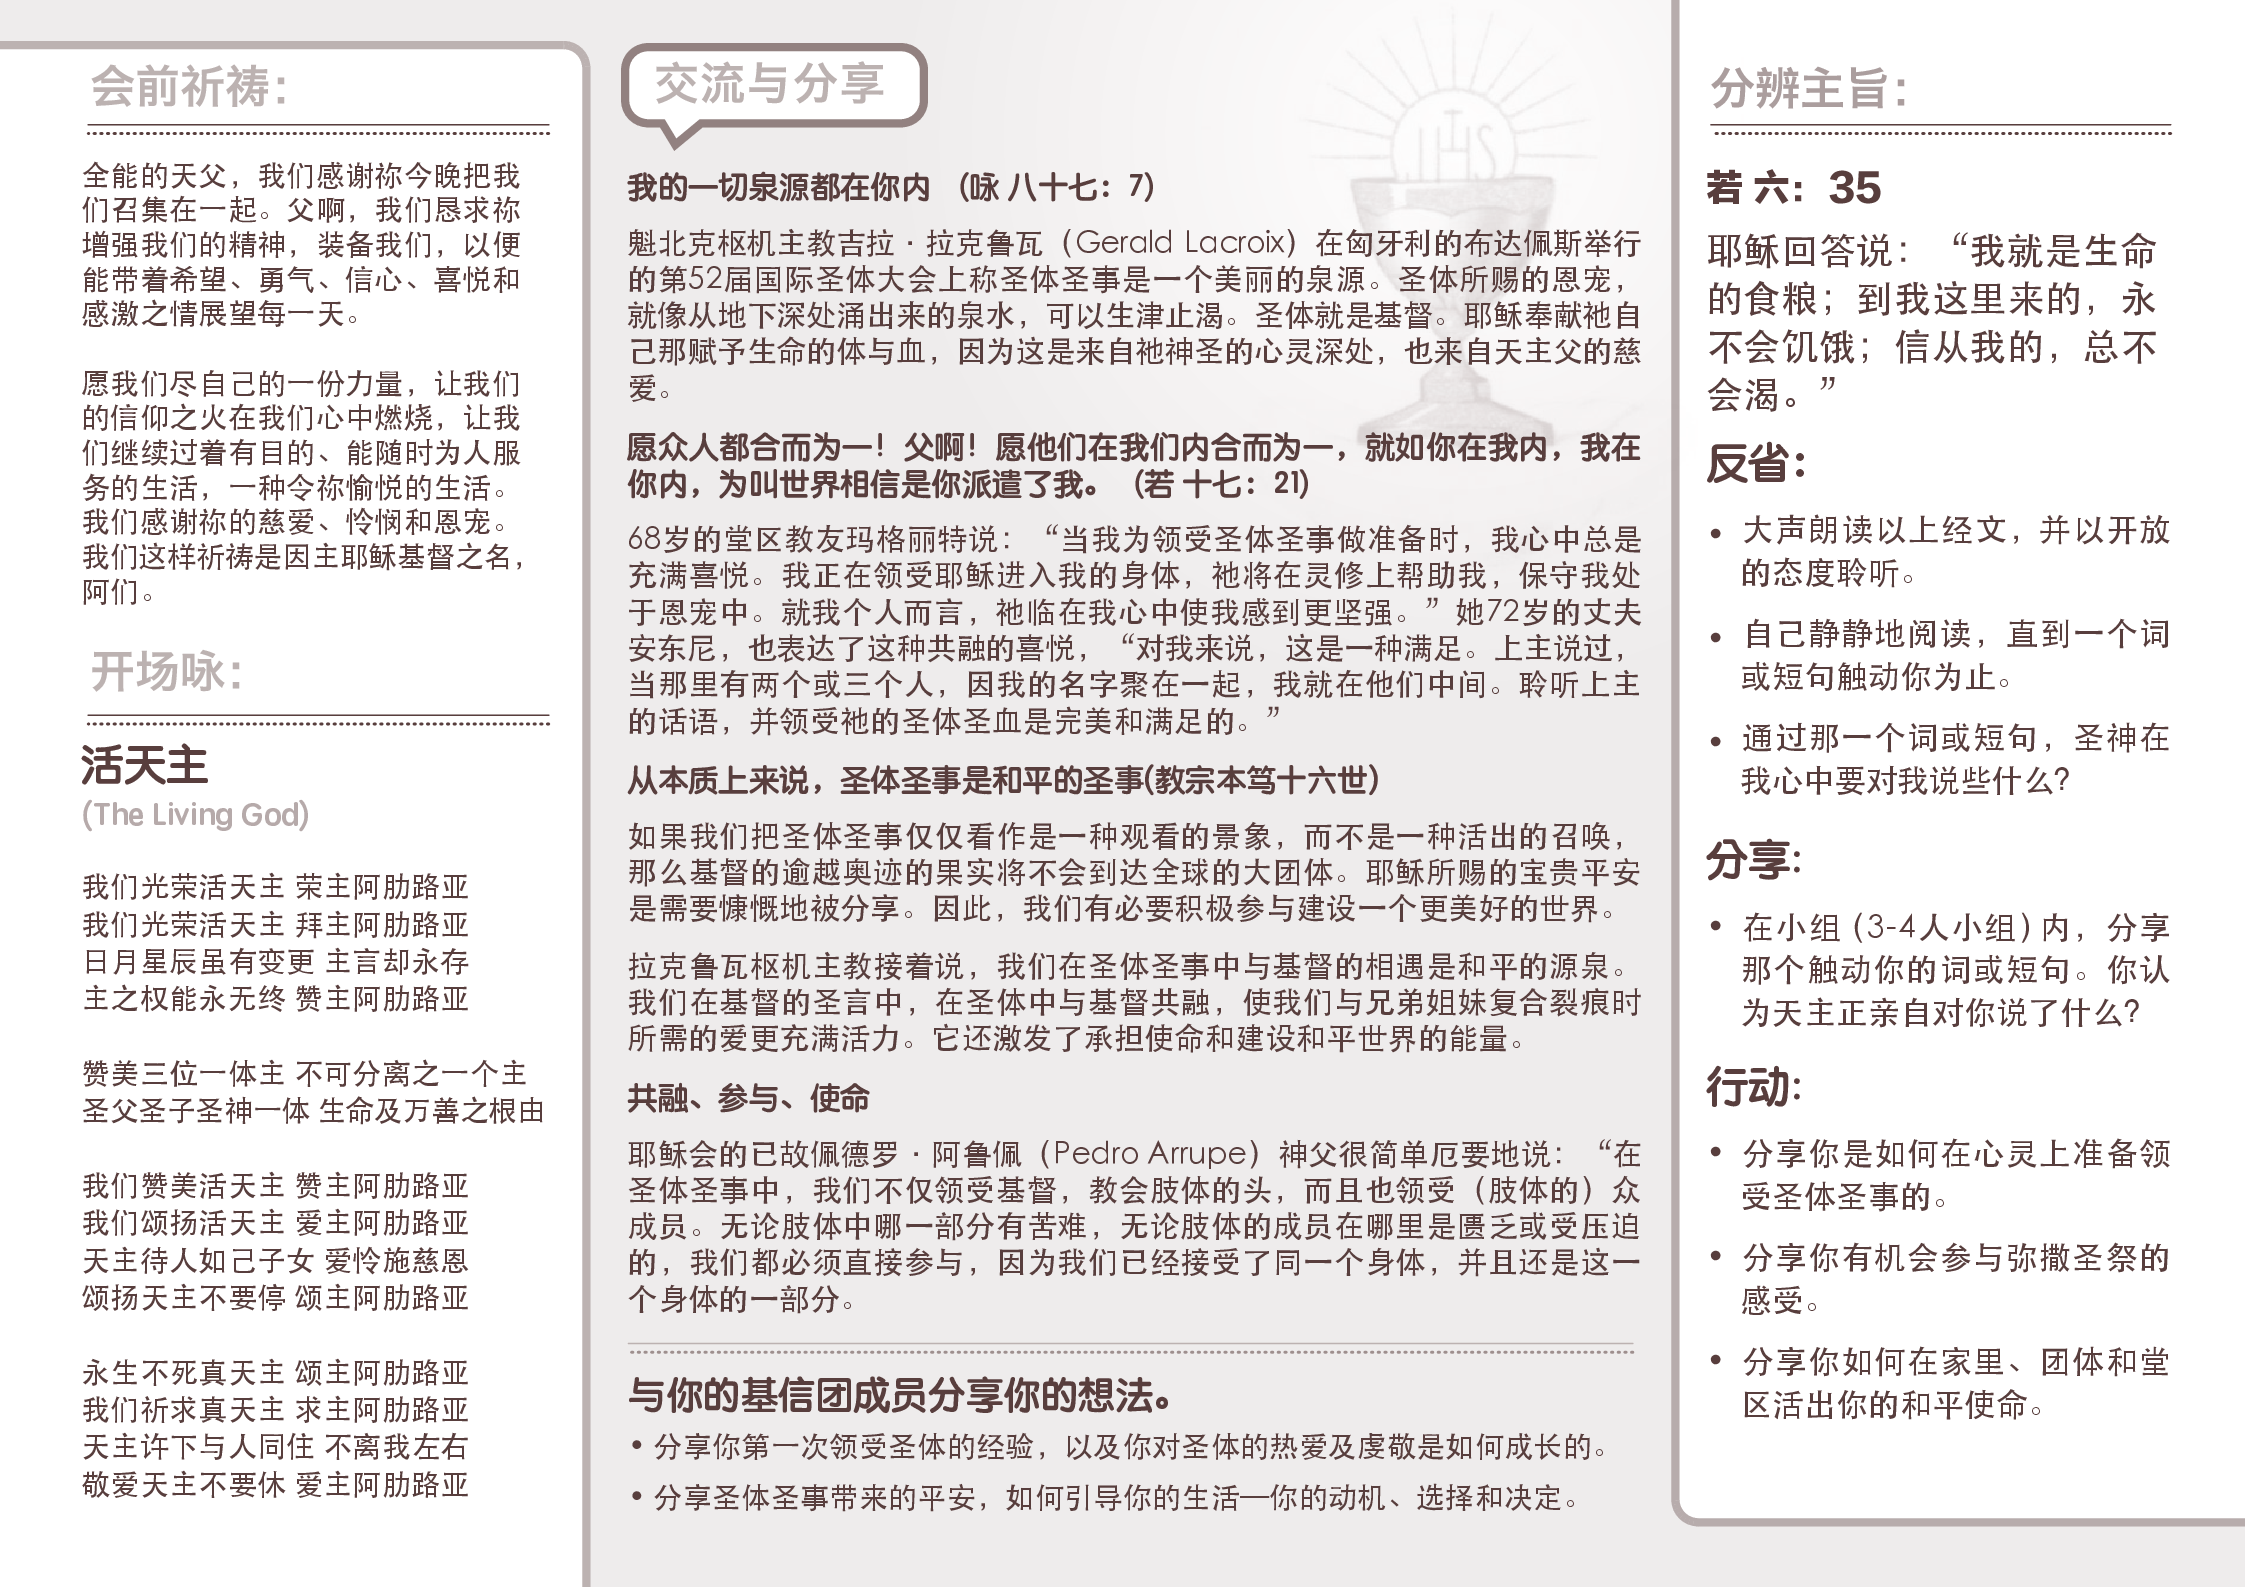 会前祈祷：
全能的天父，我们感谢祢今晚把我
们召集在一起。父啊，我们恳求祢
增强我们的精神，装备我们，以便
能带着希望、勇气、信心、喜悦和
感激之情展望每一天。
愿我们尽自己的一份力量，让我们
的信仰之火在我们心中燃烧，让我
们继续过着有目的、能随时为人服
务的生活，一种令祢愉悦的生活。
我们感谢祢的慈爱、怜悯和恩宠。
我们这样祈祷是因主耶稣基督之名，
阿们。
开场咏：
活天主
(The Living God)
我们光荣活天主 荣主阿肋路亚
我们光荣活天主 拜主阿肋路亚
日月星辰虽有变更 主言却永存
主之权能永无终 赞主阿肋路亚
赞美三位一体主 不可分离之一个主
圣父圣子圣神一体 生命及万善之根由
我们赞美活天主 赞主阿肋路亚
我们颂扬活天主 爱主阿肋路亚
天主待人如己子女 爱怜施慈恩
颂扬天主不要停 颂主阿肋路亚
永生不死真天主 颂主阿肋路亚
我们祈求真天主 求主阿肋路亚
天主许下与人同住 不离我左右
敬爱天主不要休 爱主阿肋路亚
交流与分享
我的一切泉源都在你内 （咏 八十七：7）
魁北克枢机主教吉拉 · 拉克鲁瓦（Gerald Lacroix）在匈牙利的布达佩斯举行
的第52届国际圣体大会上称圣体圣事是一个美丽的泉源。圣体所赐的恩宠，
就像从地下深处涌出来的泉水，可以生津止渴。圣体就是基督。耶稣奉献祂自
己那赋予生命的体与血，因为这是来自祂神圣的心灵深处，也来自天主父的慈
爱。
愿众人都合而为一！父啊！愿他们在我们内合而为一，就如你在我内，我在
你内，为叫世界相信是你派遣了我。 （若 十七：21）
68岁的堂区教友玛格丽特说：“当我为领受圣体圣事做准备时，我心中总是
充满喜悦。我正在领受耶稣进入我的身体，祂将在灵修上帮助我，保守我处
于恩宠中。就我个人而言，祂临在我心中使我感到更坚强。”她72岁的丈夫
安东尼，也表达了这种共融的喜悦，“对我来说，这是一种满足。上主说过，
当那里有两个或三个人，因我的名字聚在一起，我就在他们中间。聆听上主
的话语，并领受祂的圣体圣血是完美和满足的。”
从本质上来说，圣体圣事是和平的圣事(教宗本笃十六世）
如果我们把圣体圣事仅仅看作是一种观看的景象，而不是一种活出的召唤，
那么基督的逾越奥迹的果实将不会到达全球的大团体。耶稣所赐的宝贵平安
是需要慷慨地被分享。因此，我们有必要积极参与建设一个更美好的世界。
拉克鲁瓦枢机主教接着说，我们在圣体圣事中与基督的相遇是和平的源泉。
我们在基督的圣言中，在圣体中与基督共融，使我们与兄弟姐妹复合裂痕时
所需的爱更充满活力。它还激发了承担使命和建设和平世界的能量。
共融、参与、使命
耶稣会的已故佩德罗 · 阿鲁佩（Pedro Arrupe）神父很简单厄要地说：“在
圣体圣事中，我们不仅领受基督，教会肢体的头，而且也领受（肢体的）众
成员。无论肢体中哪一部分有苦难，无论肢体的成员在哪里是匮乏或受压迫
的，我们都必须直接参与，因为我们已经接受了同一个身体，并且还是这一
个身体的一部分。
与你的基信团成员分享你的想法。
• 分享你第一次领受圣体的经验，以及你对圣体的热爱及虔敬是如何成长的。
• 分享圣体圣事带来的平安，如何引导你的生活—你的动机、选择和决定。
分辨主旨：
若 六：35
耶稣回答说：“我就是生命
的食粮；到我这里来的，永
不会饥饿；信从我的，总不
会渴。”
反省：
• 大声朗读以上经文，并以开放
的态度聆听。
• 自己静静地阅读，直到一个词
或短句触动你为止。
• 通过那一个词或短句，圣神在
我心中要对我说些什么?
分享:
• 在小组 (3-4人小组) 内，分享
那个触动你的词或短句。你认
为天主正亲自对你说了什么?
行动:
• 分享你是如何在心灵上准备领
受圣体圣事的。
• 分享你有机会参与弥撒圣祭的
感受。
• 分享你如何在家里、团体和堂
区活出你的和平使命。
IHS